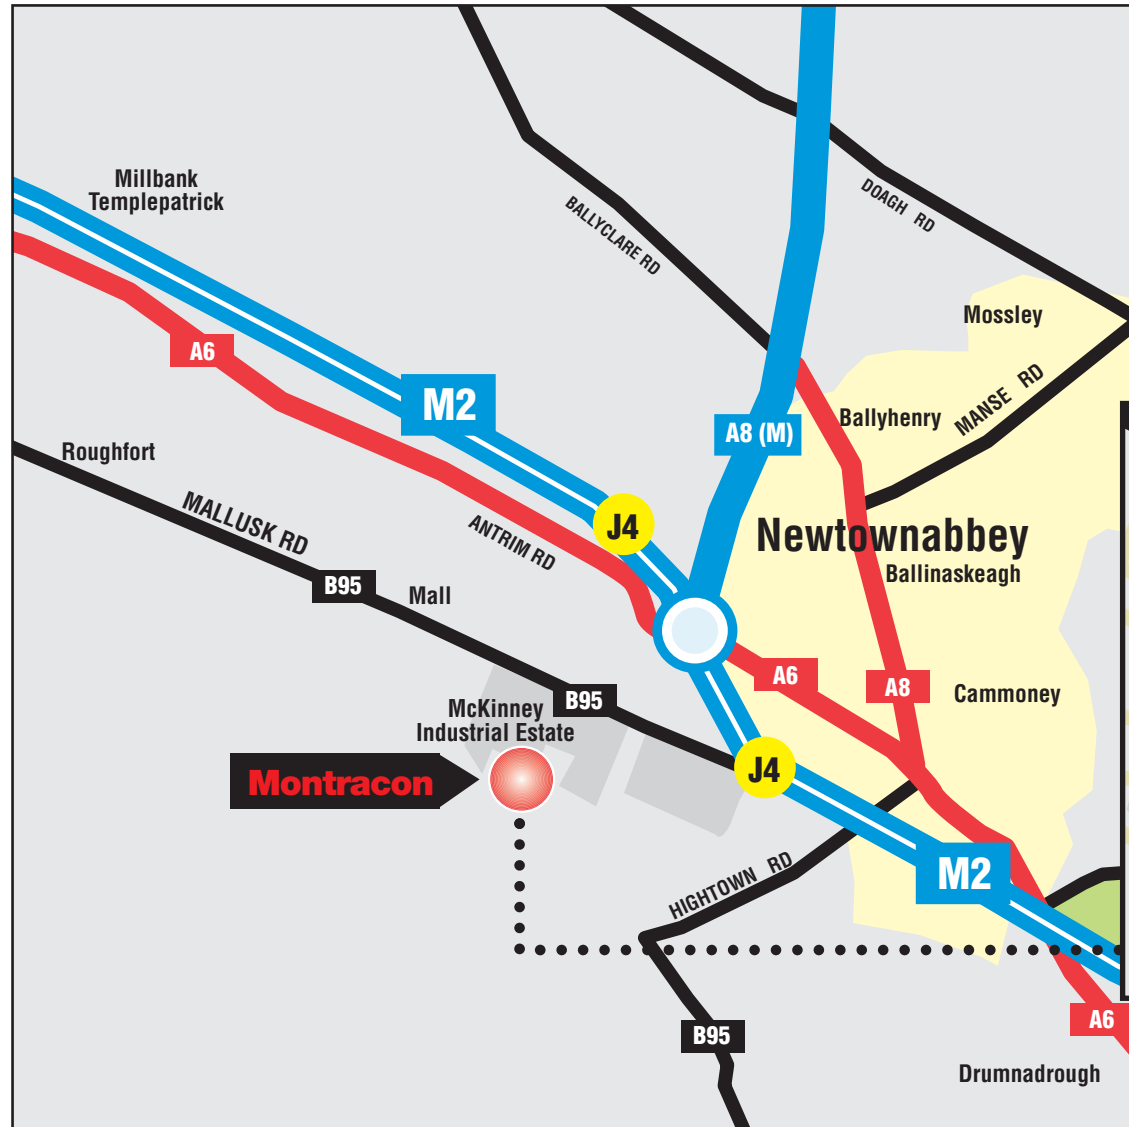 Millbank
Templepatrick
BALLYCLARE RD
DOAGH RD
Mossley
A6
M2
MANSE RD
Ballyhenry
A8 (M)
Roughfort
MALLUSK RD
ANTRIM RD
J4
Newtownabbey
Ballinaskeagh
B95
Mall
A6
A8
Cammoney
B95
McKinney
Industrial Estate
Montracon
J4
HIGHTOWN RD
M2
B95
A6
Drumnadrough